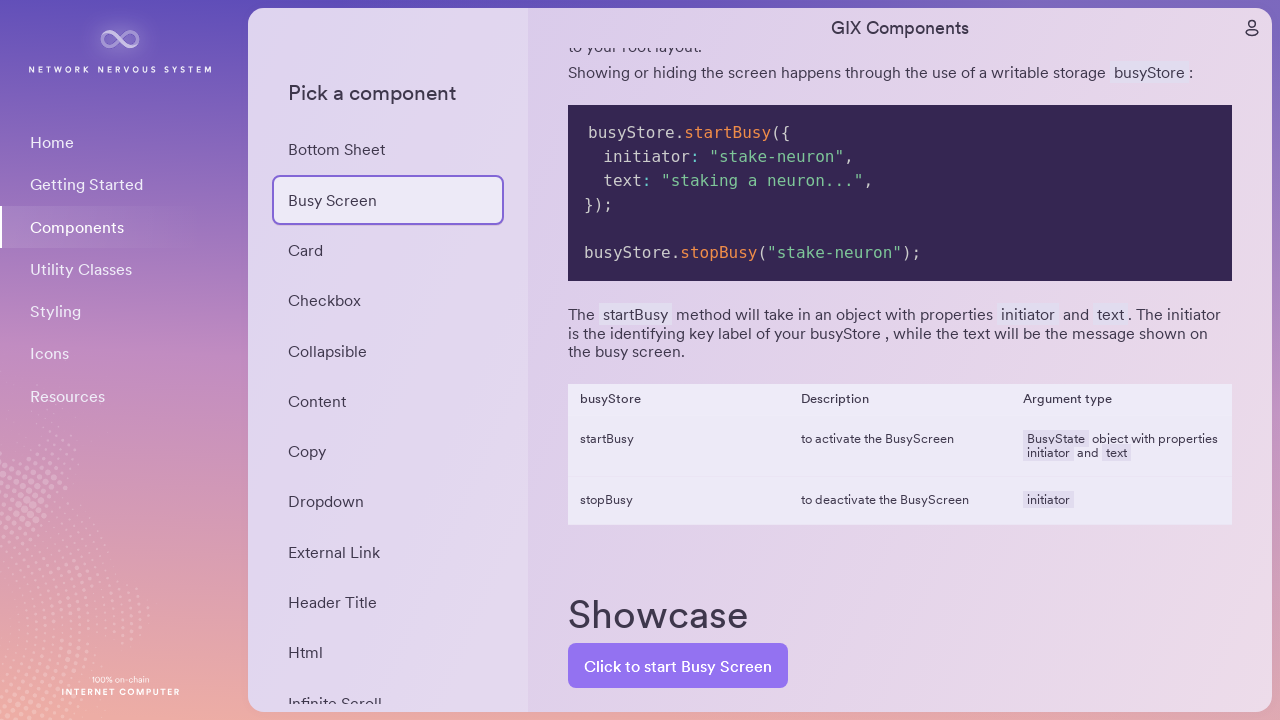 NETWORK NERVOUS SYSTEM
Home
Getting Started
Components
Utility Classes
Styling
Icons
Resources
100% on-chain
INTERNET COMPUTER
Pick a component
Bottom Sheet
Busy Screen
Card
Checkbox
Collapsible
Content
Copy
Dropdown
External Link
Header Title
Html
Infinite Scroll
GIX Components
to your root layout.
Showing or hiding the screen happens through the use of a writable storage busyStore :
busyStore.startBusy({
  initiator: "stake-neuron",
  text: "staking a neuron...",
});
busyStore.stopBusy("stake-neuron");
The startBusy method will take in an object with properties initiator and text . The initiator
is the identifying key label of your busyStore , while the text will be the message shown on
the busy screen.
busyStore Description Argument type
startBusy to activate the BusyScreen BusyState object with properties
initiator and text
stopBusy to deactivate the BusyScreen initiator
Showcase
Click to start Busy Screen